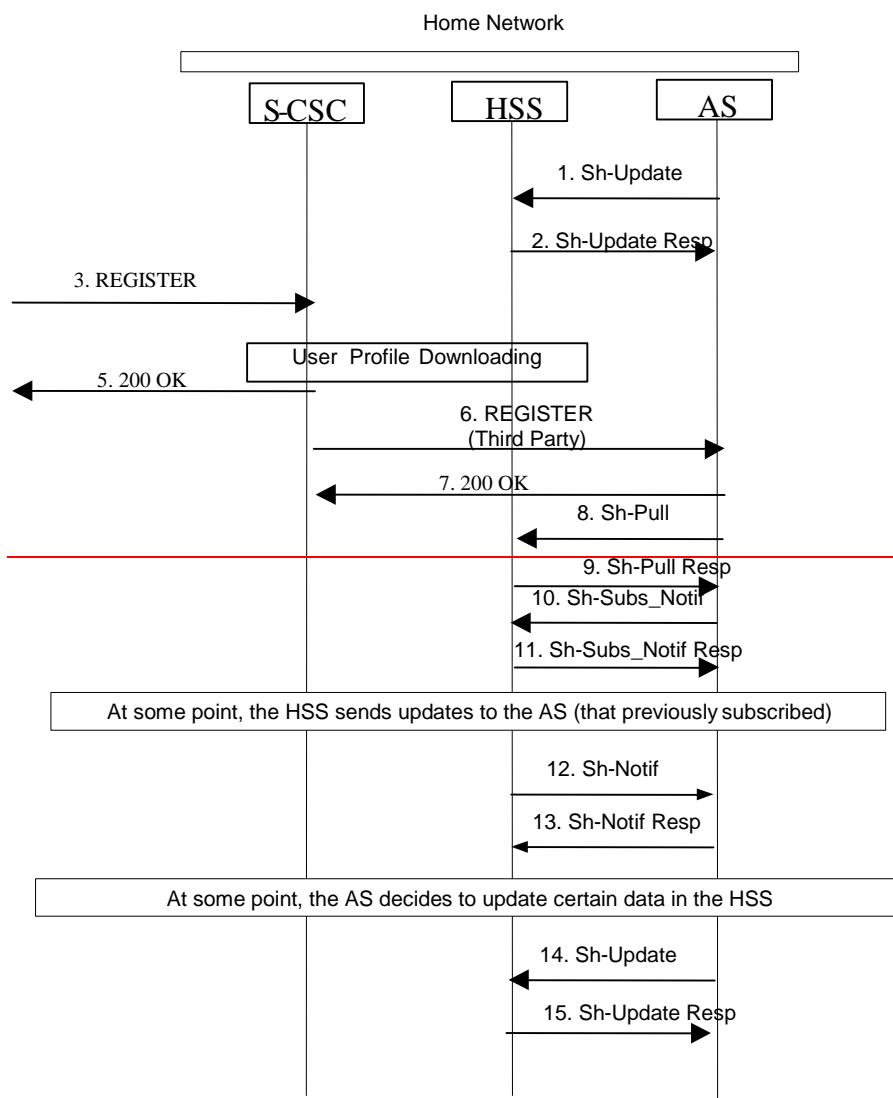 Home Network
S-CSC
HSS
AS
1. Sh-Update
2. Sh-Update Resp
3. REGISTER
User Profile Downloading
5. 200 OK
6. REGISTER
(Third Party)
7. 200 OK
8. Sh-Pull
9. Sh-Pull Resp
10. Sh-Subs_Notif
11. Sh-Subs_Notif Resp
At some point, the HSS sends updates to the AS (that previously subscribed)
12. Sh-Notif
13. Sh-Notif Resp
At some point, the AS decides to update certain data in the HSS
14. Sh-Update
15. Sh-Update Resp